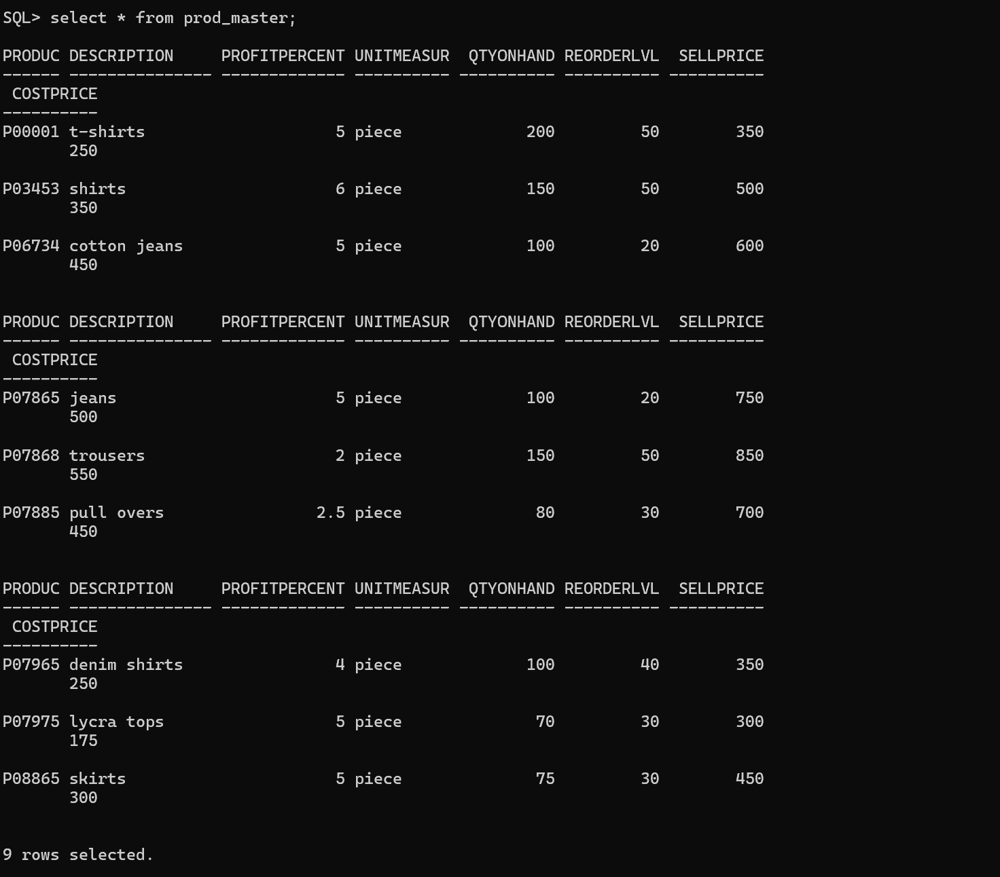 SQL> select * from prod_master;
PRODUC DESCRIPTION     PROFITPERCENT UNITMEASUR  QTYONHAND REORDERLVL  SELLPRICE
------ --------------- ------------- ---------- ---------- ---------- ----------
 COSTPRICE
----------
P00001 t-shirts                    5 piece             200         50        350
       250
P03453 shirts                      6 piece             150         50        500
       350
P06734 cotton jeans                5 piece             100         20        600
       450
PRODUC DESCRIPTION     PROFITPERCENT UNITMEASUR  QTYONHAND REORDERLVL  SELLPRICE
------ --------------- ------------- ---------- ---------- ---------- ----------
 COSTPRICE
----------
P07865 jeans                       5 piece             100         20        750
       500
P07868 trousers                    2 piece             150         50        850
       550
P07885 pull overs                2.5 piece              80         30        700
       450
PRODUC DESCRIPTION     PROFITPERCENT UNITMEASUR  QTYONHAND REORDERLVL  SELLPRICE
------ --------------- ------------- ---------- ---------- ---------- ----------
 COSTPRICE
----------
P07965 denim shirts                4 piece             100         40        350
       250
P07975 lycra tops                  5 piece              70         30        300
       175
P08865 skirts                      5 piece              75         30        450
       300
9 rows selected.